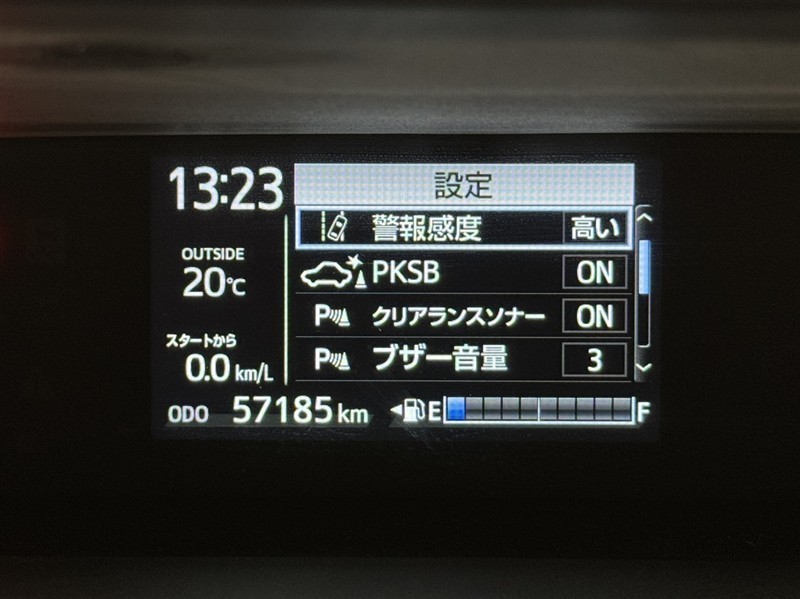 13:23
設定
警報感度 高い
OUTSIDE
20℃
PKSB ON
P クリアランスソナー ON
スタートから
0.0 km/L
P ブザー音量 3
ODO 57185 km E F